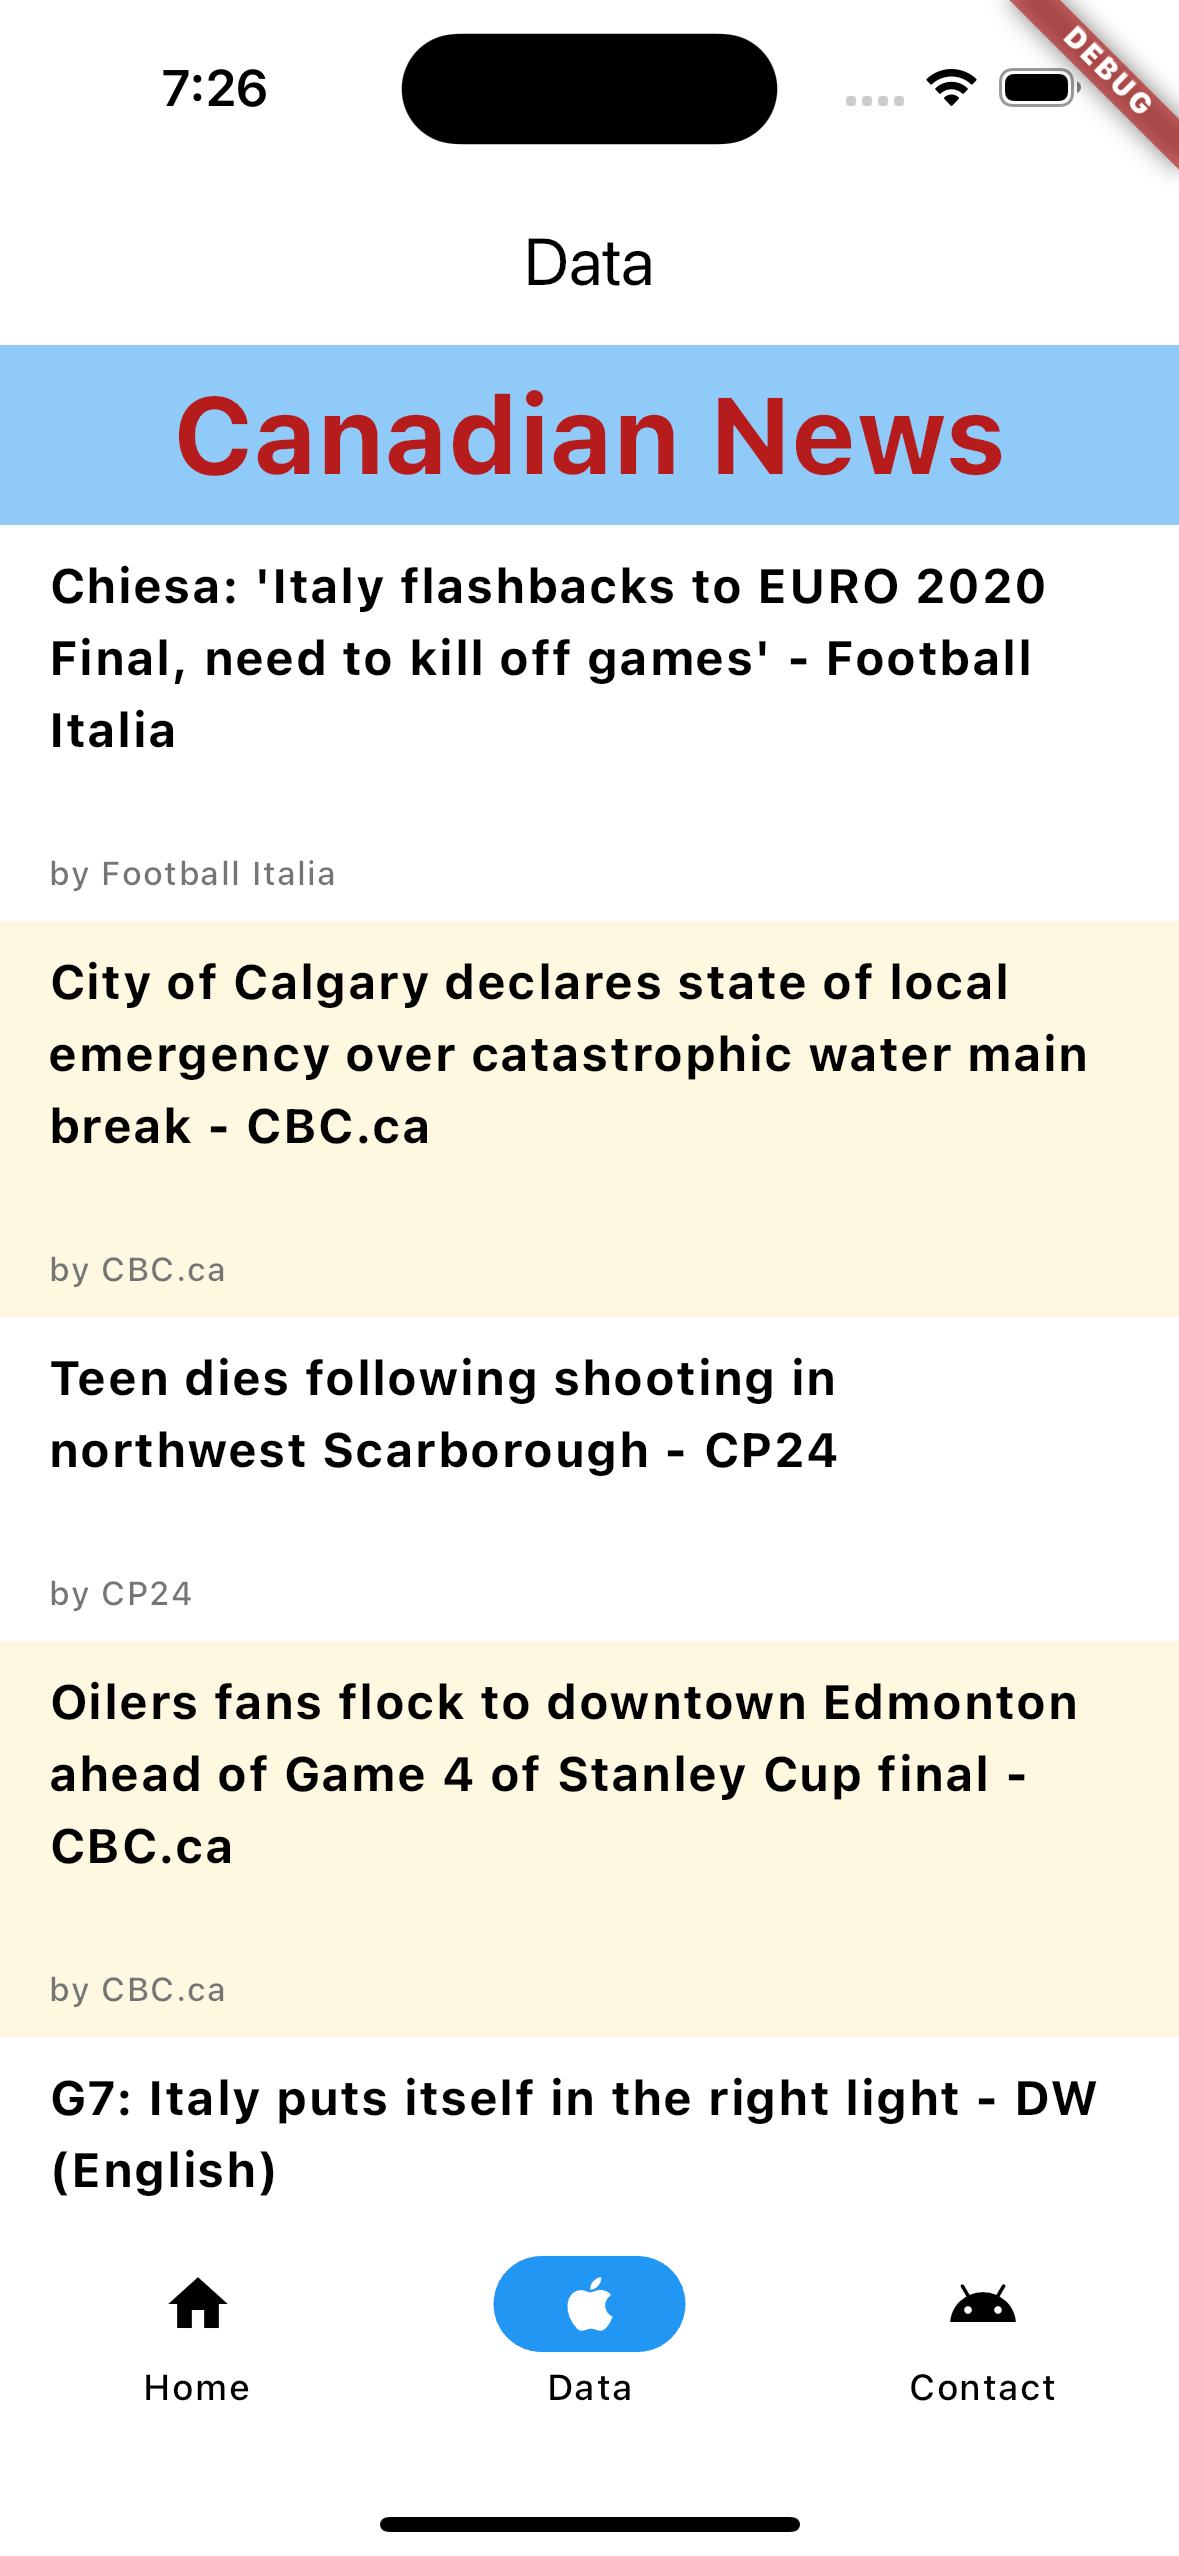 7:26
DEBUG
Data
Canadian News
Chiesa: 'Italy flashbacks to EURO 2020
Final, need to kill off games' - Football
Italia
by Football Italia
City of Calgary declares state of local
emergency over catastrophic water main
break - CBC.ca
by CBC.ca
Teen dies following shooting in
northwest Scarborough - CP24
by CP24
Oilers fans flock to downtown Edmonton
ahead of Game 4 of Stanley Cup final -
CBC.ca
by CBC.ca
G7: Italy puts itself in the right light - DW
(English)
Home
Data
Contact